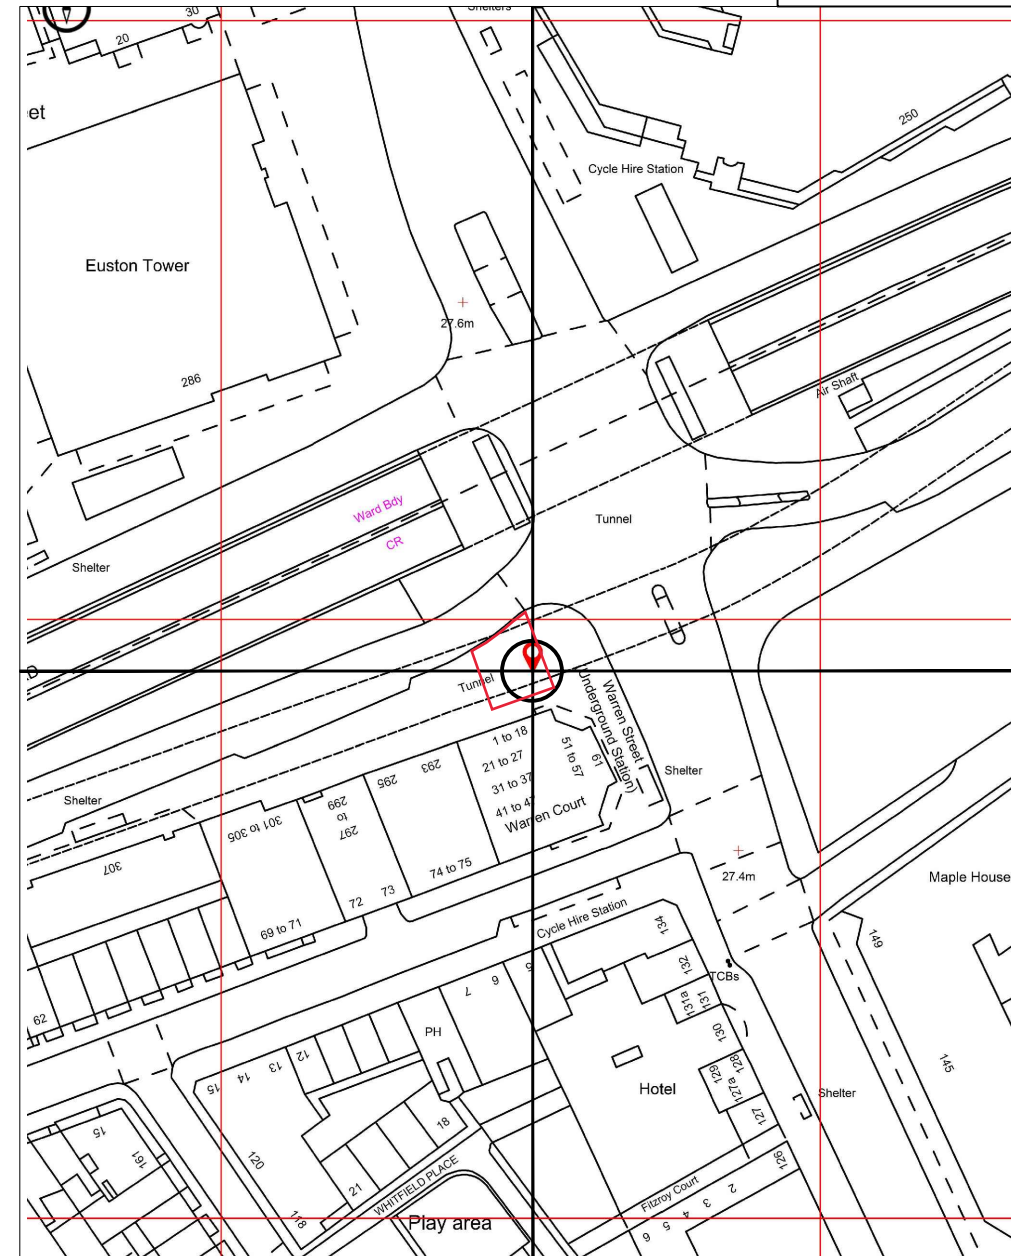 Shelters
30
20
et
250
Cycle Hire Station
Euston Tower
27.6m
286
Air Shaft
Ward Bdy
CR
Tunnel
Shelter
D
Tunnel
Warren Street
(Underground Station)
1 to 18
21 to 27
31 to 37
41 to 47
51 to 57
61
Warren Court
Shelter
293
295
Shelter
299
to
297
301 to 305
307
74 to 75
73
72
69 to 71
27.4m
Maple House
Cycle Hire Station
134
149
132
TCBs
131
131a
130
5
6
7
62
PH
12
13
14
15
128
129
127a
127
Hotel
145
Shelter
18
15
161
120
21
WHITFIELD PLACE
126
Fitzroy Court
2
3
4
5
6
118
Play area